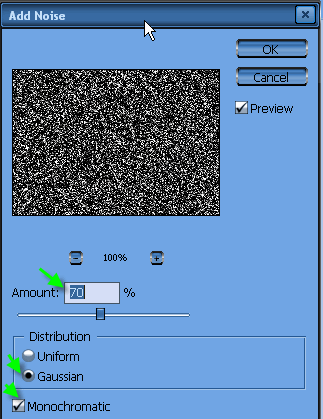 Add Noise
OK
Cancel
Preview
100%
Amount: 70 %
Distribution
Uniform
Gaussian
Monochromatic